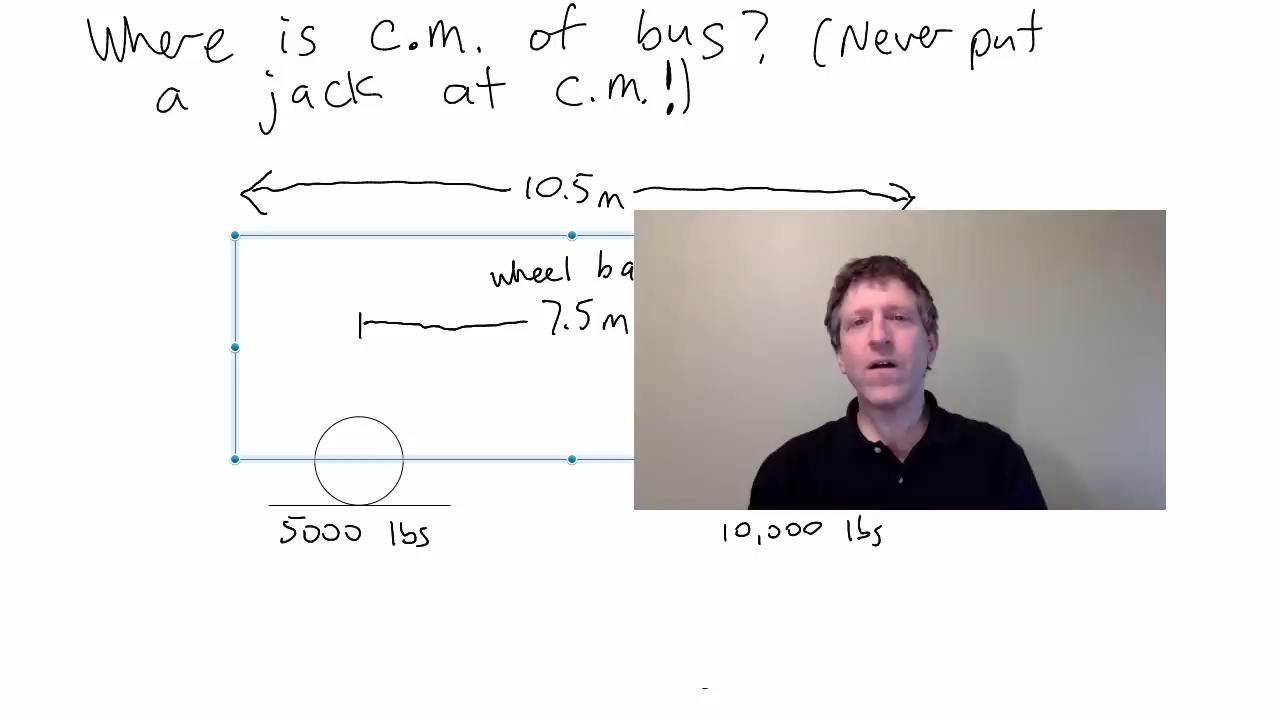 Where is c.m. of bus? (Never put
a jack at c.m.!)
10.5 m
wheel ba
7.5 m
5000 lbs
10,000 lbs